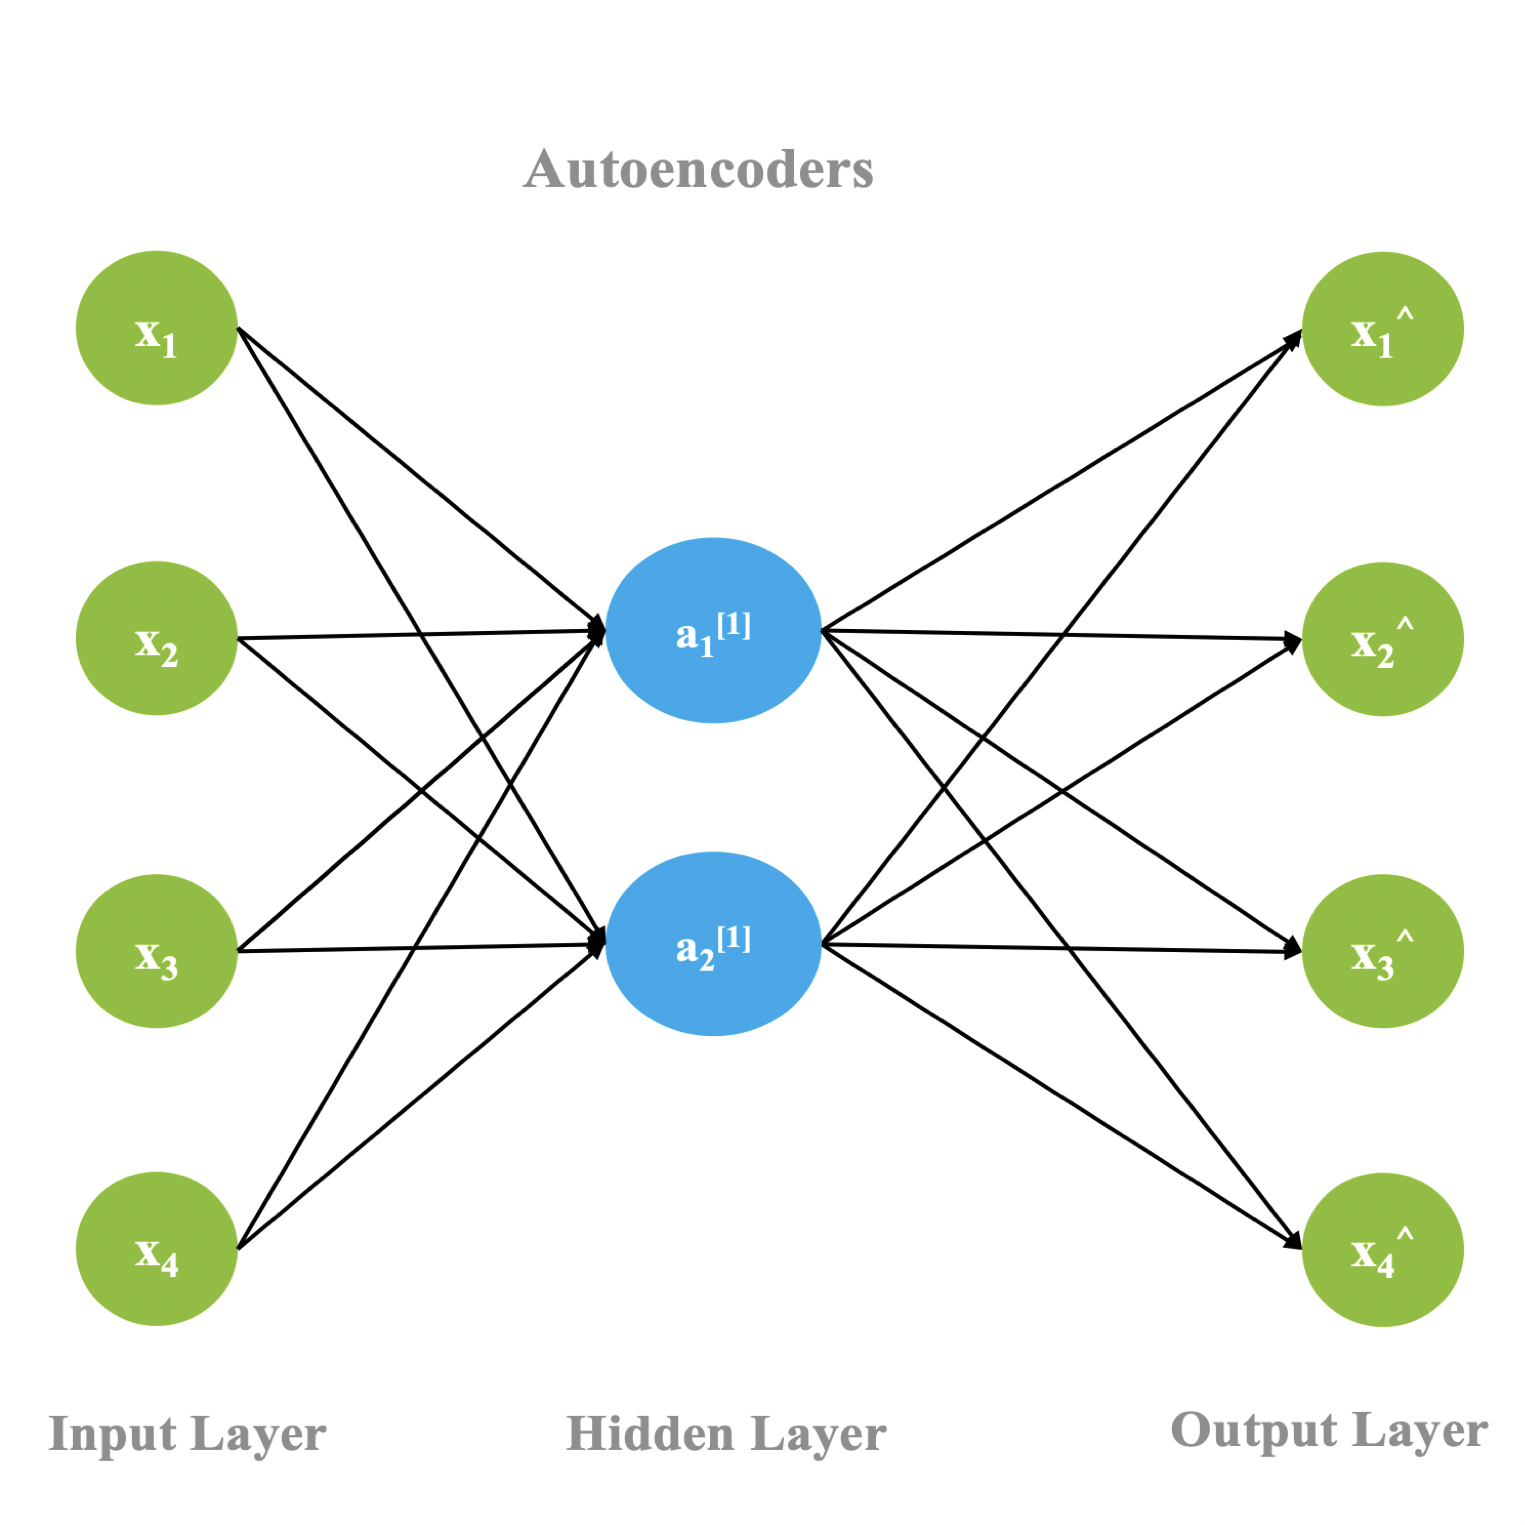 Autoencoders
x₁
x₂
x₃
x₄
a₁[1]
a₂[1]
x₁^
x₂^
x₃^
x₄^
Input Layer
Hidden Layer
Output Layer